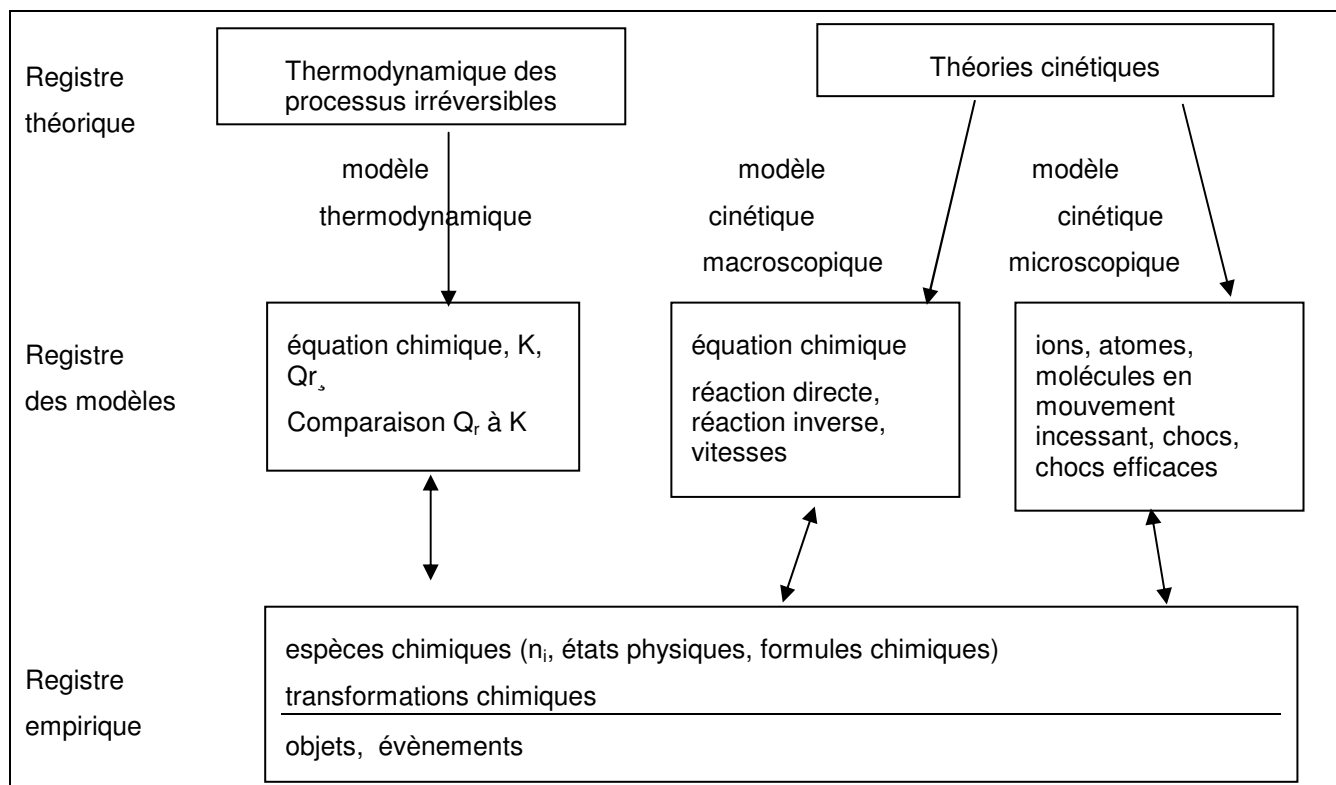 Registre
théorique
Thermodynamique des
processus irréversibles
Théories cinétiques
modèle
thermodynamique
modèle
cinétique
macroscopique
modèle
cinétique
microscopique
Registre
des modèles
équation chimique, K,
Qr¸
Comparaison Qr à K
équation chimique
réaction directe,
réaction inverse,
vitesses
ions, atomes,
molécules en
mouvement
incessant, chocs,
chocs efficaces
Registre
empirique
espèces chimiques (ni, états physiques, formules chimiques)
transformations chimiques
objets, évènements